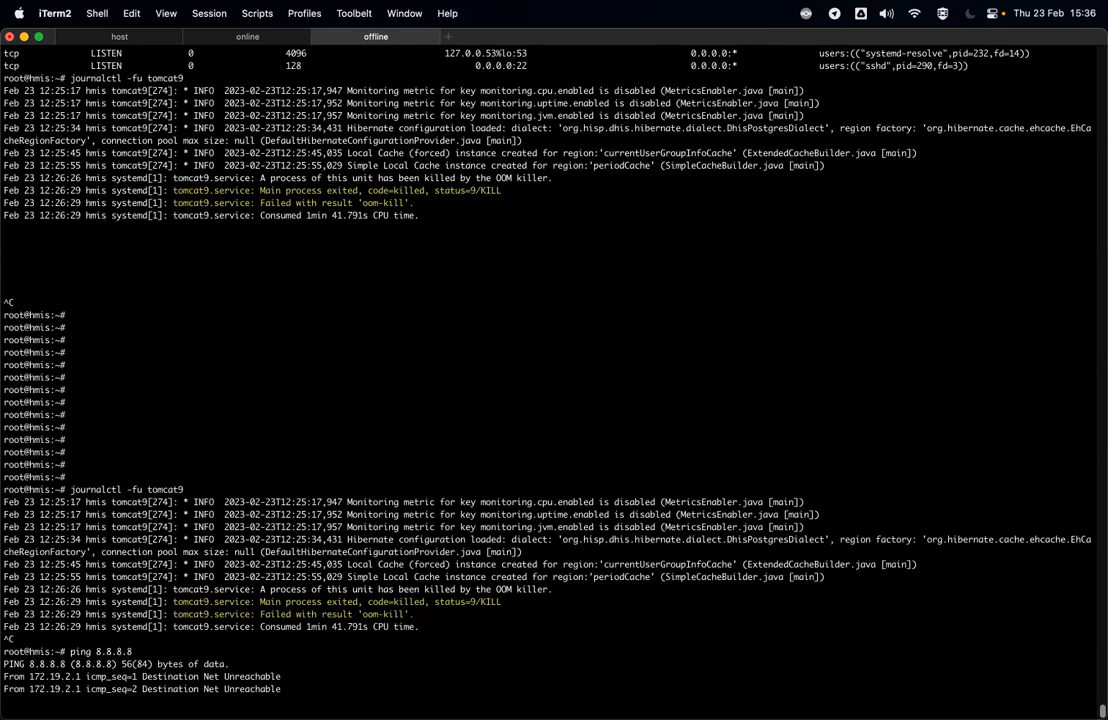 iTerm2 Shell Edit View Session Scripts Profiles Toolbelt Window Help Thu 23 Feb 15:36
host online offline +
tcp LISTEN 0 4096 127.0.0.53%lo:53 0.0.0.0:* users:(("systemd-resolve",pid=232,fd=14))
tcp LISTEN 0 128 0.0.0.0:22 0.0.0.0:* users:(("sshd",pid=290,fd=3))
root@hmis:~# journalctl -fu tomcat9
Feb 23 12:25:17 hmis tomcat9[274]: * INFO  2023-02-23T12:25:17,947 Monitoring metric for key monitoring.cpu.enabled is disabled (MetricsEnabler.java [main])
Feb 23 12:25:17 hmis tomcat9[274]: * INFO  2023-02-23T12:25:17,950 Monitoring metric for key monitoring.uptime.enabled is disabled (MetricsEnabler.java [main])
Feb 23 12:25:17 hmis tomcat9[274]: * INFO  2023-02-23T12:25:17,957 Monitoring metric for key monitoring.jvm.enabled is disabled (MetricsEnabler.java [main])
Feb 23 12:25:34 hmis tomcat9[274]: * INFO  2023-02-23T12:25:34,431 Hibernate configuration loaded: dialect: 'org.hisp.dhis.hibernate.dialect.DhisPostgresDialect', region factory: 'org.hibernate.cache.ehcache.EhCa
cheRegionFactory', connection pool max size: null (DefaultHibernateConfigurationProvider.java [main])
Feb 23 12:25:45 hmis tomcat9[274]: * INFO  2023-02-23T12:25:45,035 Local Cache (forced) instance created for region:'currentUserGroupInfoCache' (ExtendedCacheBuilder.java [main])
Feb 23 12:25:55 hmis tomcat9[274]: * INFO  2023-02-23T12:25:55,029 Simple Local Cache instance created for region:'periodCache' (SimpleCacheBuilder.java [main])
Feb 23 12:26:26 hmis systemd[1]: tomcat9.service: A process of this unit has been killed by the OOM killer.
Feb 23 12:26:29 hmis systemd[1]: tomcat9.service: Main process exited, code=killed, status=9/KILL
Feb 23 12:26:29 hmis systemd[1]: tomcat9.service: Failed with result 'oom-kill'.
Feb 23 12:26:29 hmis systemd[1]: tomcat9.service: Consumed 1min 41.791s CPU time.
^C
root@hmis:~#
root@hmis:~#
root@hmis:~#
root@hmis:~#
root@hmis:~#
root@hmis:~#
root@hmis:~#
root@hmis:~#
root@hmis:~#
root@hmis:~#
root@hmis:~#
root@hmis:~#
root@hmis:~#
root@hmis:~#
root@hmis:~# journalctl -fu tomcat9
Feb 23 12:25:17 hmis tomcat9[274]: * INFO  2023-02-23T12:25:17,947 Monitoring metric for key monitoring.cpu.enabled is disabled (MetricsEnabler.java [main])
Feb 23 12:25:17 hmis tomcat9[274]: * INFO  2023-02-23T12:25:17,950 Monitoring metric for key monitoring.uptime.enabled is disabled (MetricsEnabler.java [main])
Feb 23 12:25:17 hmis tomcat9[274]: * INFO  2023-02-23T12:25:17,957 Monitoring metric for key monitoring.jvm.enabled is disabled (MetricsEnabler.java [main])
Feb 23 12:25:34 hmis tomcat9[274]: * INFO  2023-02-23T12:25:34,431 Hibernate configuration loaded: dialect: 'org.hisp.dhis.hibernate.dialect.DhisPostgresDialect', region factory: 'org.hibernate.cache.ehcache.EhCa
cheRegionFactory', connection pool max size: null (DefaultHibernateConfigurationProvider.java [main])
Feb 23 12:25:45 hmis tomcat9[274]: * INFO  2023-02-23T12:25:45,035 Local Cache (forced) instance created for region:'currentUserGroupInfoCache' (ExtendedCacheBuilder.java [main])
Feb 23 12:25:55 hmis tomcat9[274]: * INFO  2023-02-23T12:25:55,029 Simple Local Cache instance created for region:'periodCache' (SimpleCacheBuilder.java [main])
Feb 23 12:26:26 hmis systemd[1]: tomcat9.service: A process of this unit has been killed by the OOM killer.
Feb 23 12:26:29 hmis systemd[1]: tomcat9.service: Main process exited, code=killed, status=9/KILL
Feb 23 12:26:29 hmis systemd[1]: tomcat9.service: Failed with result 'oom-kill'.
Feb 23 12:26:29 hmis systemd[1]: tomcat9.service: Consumed 1min 41.791s CPU time.
^C
root@hmis:~# ping 8.8.8.8
PING 8.8.8.8 (8.8.8.8) 56(84) bytes of data.
From 172.19.2.1 icmp_seq=1 Destination Net Unreachable
From 172.19.2.1 icmp_seq=2 Destination Net Unreachable